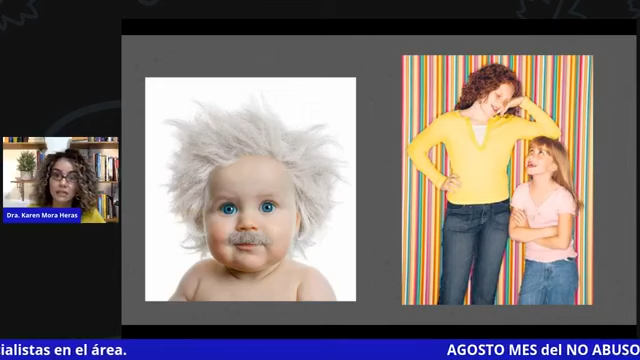 Dra. Karen Mora Heras
ialistas en el área.
AGOSTO MES del NO ABUSO